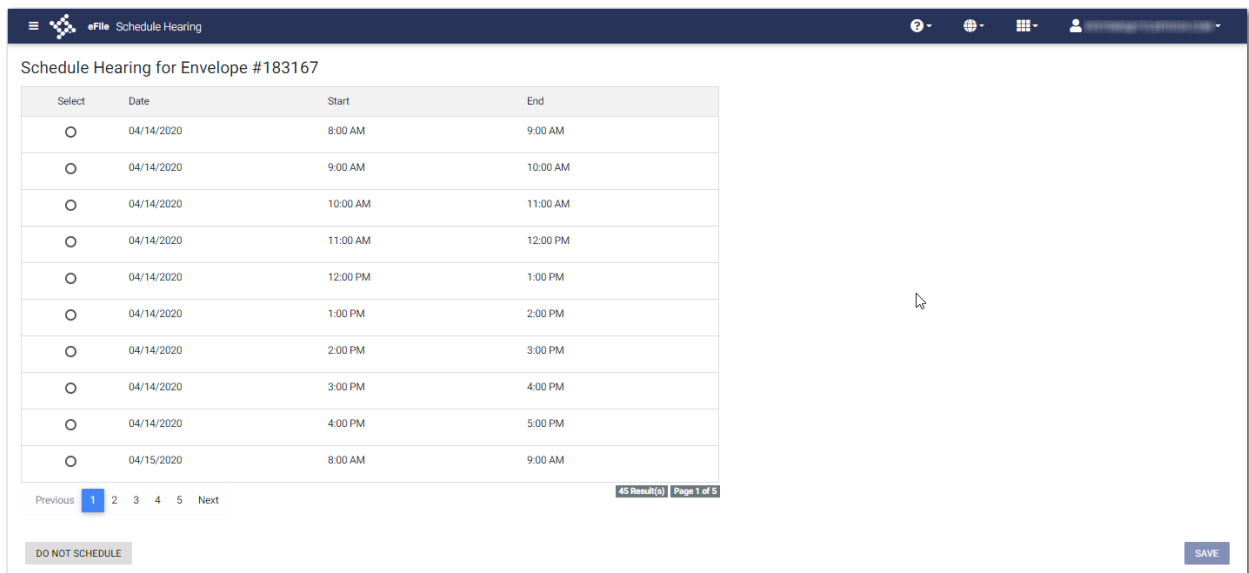 eFile Schedule Hearing
Schedule Hearing for Envelope #183167
Select Date Start End
04/14/2020 8:00 AM 9:00 AM
04/14/2020 9:00 AM 10:00 AM
04/14/2020 10:00 AM 11:00 AM
04/14/2020 11:00 AM 12:00 PM
04/14/2020 12:00 PM 1:00 PM
04/14/2020 1:00 PM 2:00 PM
04/14/2020 2:00 PM 3:00 PM
04/14/2020 3:00 PM 4:00 PM
04/14/2020 4:00 PM 5:00 PM
04/15/2020 8:00 AM 9:00 AM
Previous 1 2 3 4 5 Next 45 Result(s) Page 1 of 5
DO NOT SCHEDULE SAVE